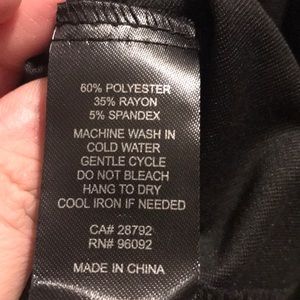 60% POLYESTER
35% RAYON
5% SPANDEX
MACHINE WASH IN
COLD WATER
GENTLE CYCLE
DO NOT BLEACH
HANG TO DRY
COOL IRON IF NEEDED
CA# 28792
RN# 96092
MADE IN CHINA